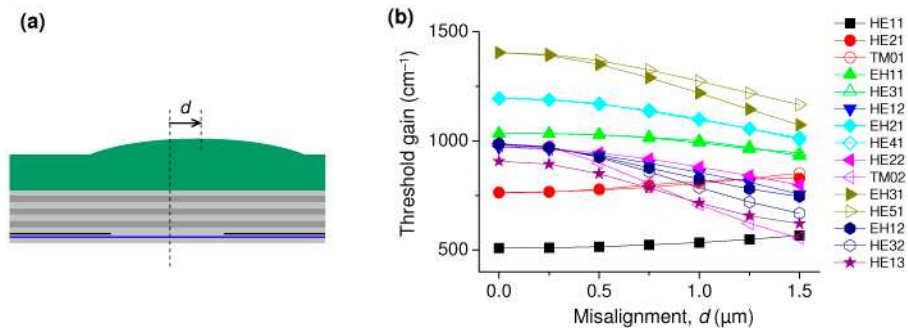 (a)
d
(b)
Threshold gain (cm⁻¹)
1500
1000
500
0.0 0.5 1.0 1.5
Misalignment, d (µm)
HE11
HE21
TM01
EH11
HE31
HE12
EH21
HE41
HE22
TM02
EH31
HE51
EH12
HE32
HE13